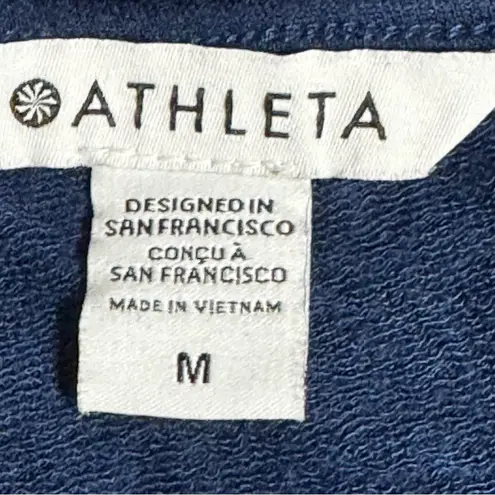 ATHLETA
DESIGNED IN
SAN FRANCISCO
CONÇU À
SAN FRANCISCO
MADE IN VIETNAM
M